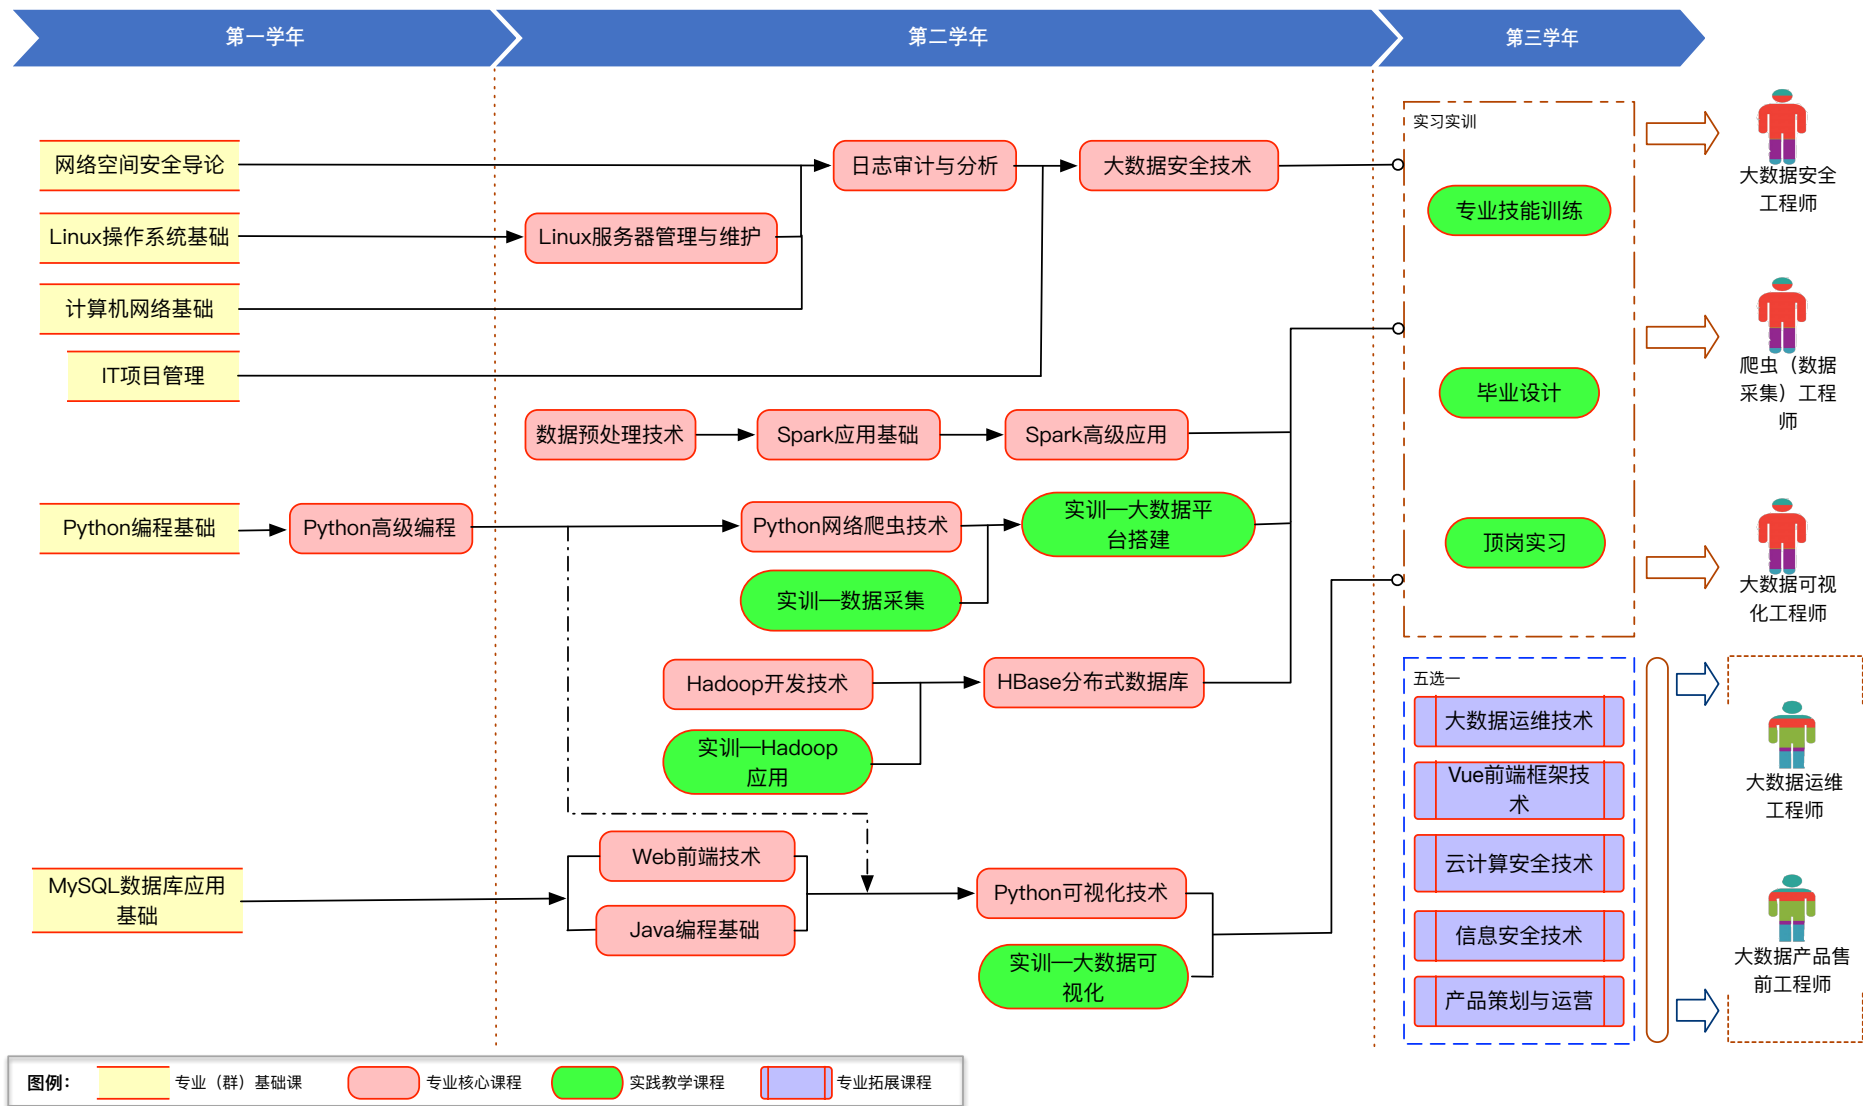 第一学年
第二学年
第三学年
实习实训
网络空间安全导论
日志审计与分析
大数据安全技术
大数据安全
工程师
专业技能训练
Linux操作系统基础
Linux服务器管理与维护
计算机网络基础
IT项目管理
爬虫（数据
采集）工程
师
毕业设计
数据预处理技术
Spark应用基础
Spark高级应用
Python编程基础
Python高级编程
Python网络爬虫技术
实训—大数据平
台搭建
顶岗实习
实训—数据采集
大数据可视
化工程师
Hadoop开发技术
HBase分布式数据库
实训—Hadoop
应用
五选一
大数据运维技术
Vue前端框架技
术
云计算安全技术
信息安全技术
产品策划与运营
大数据运维
工程师
大数据产品售
前工程师
MySQL数据库应用
基础
Web前端技术
Java编程基础
Python可视化技术
实训—大数据可
视化
图例：
专业（群）基础课
专业核心课程
实践教学课程
专业拓展课程